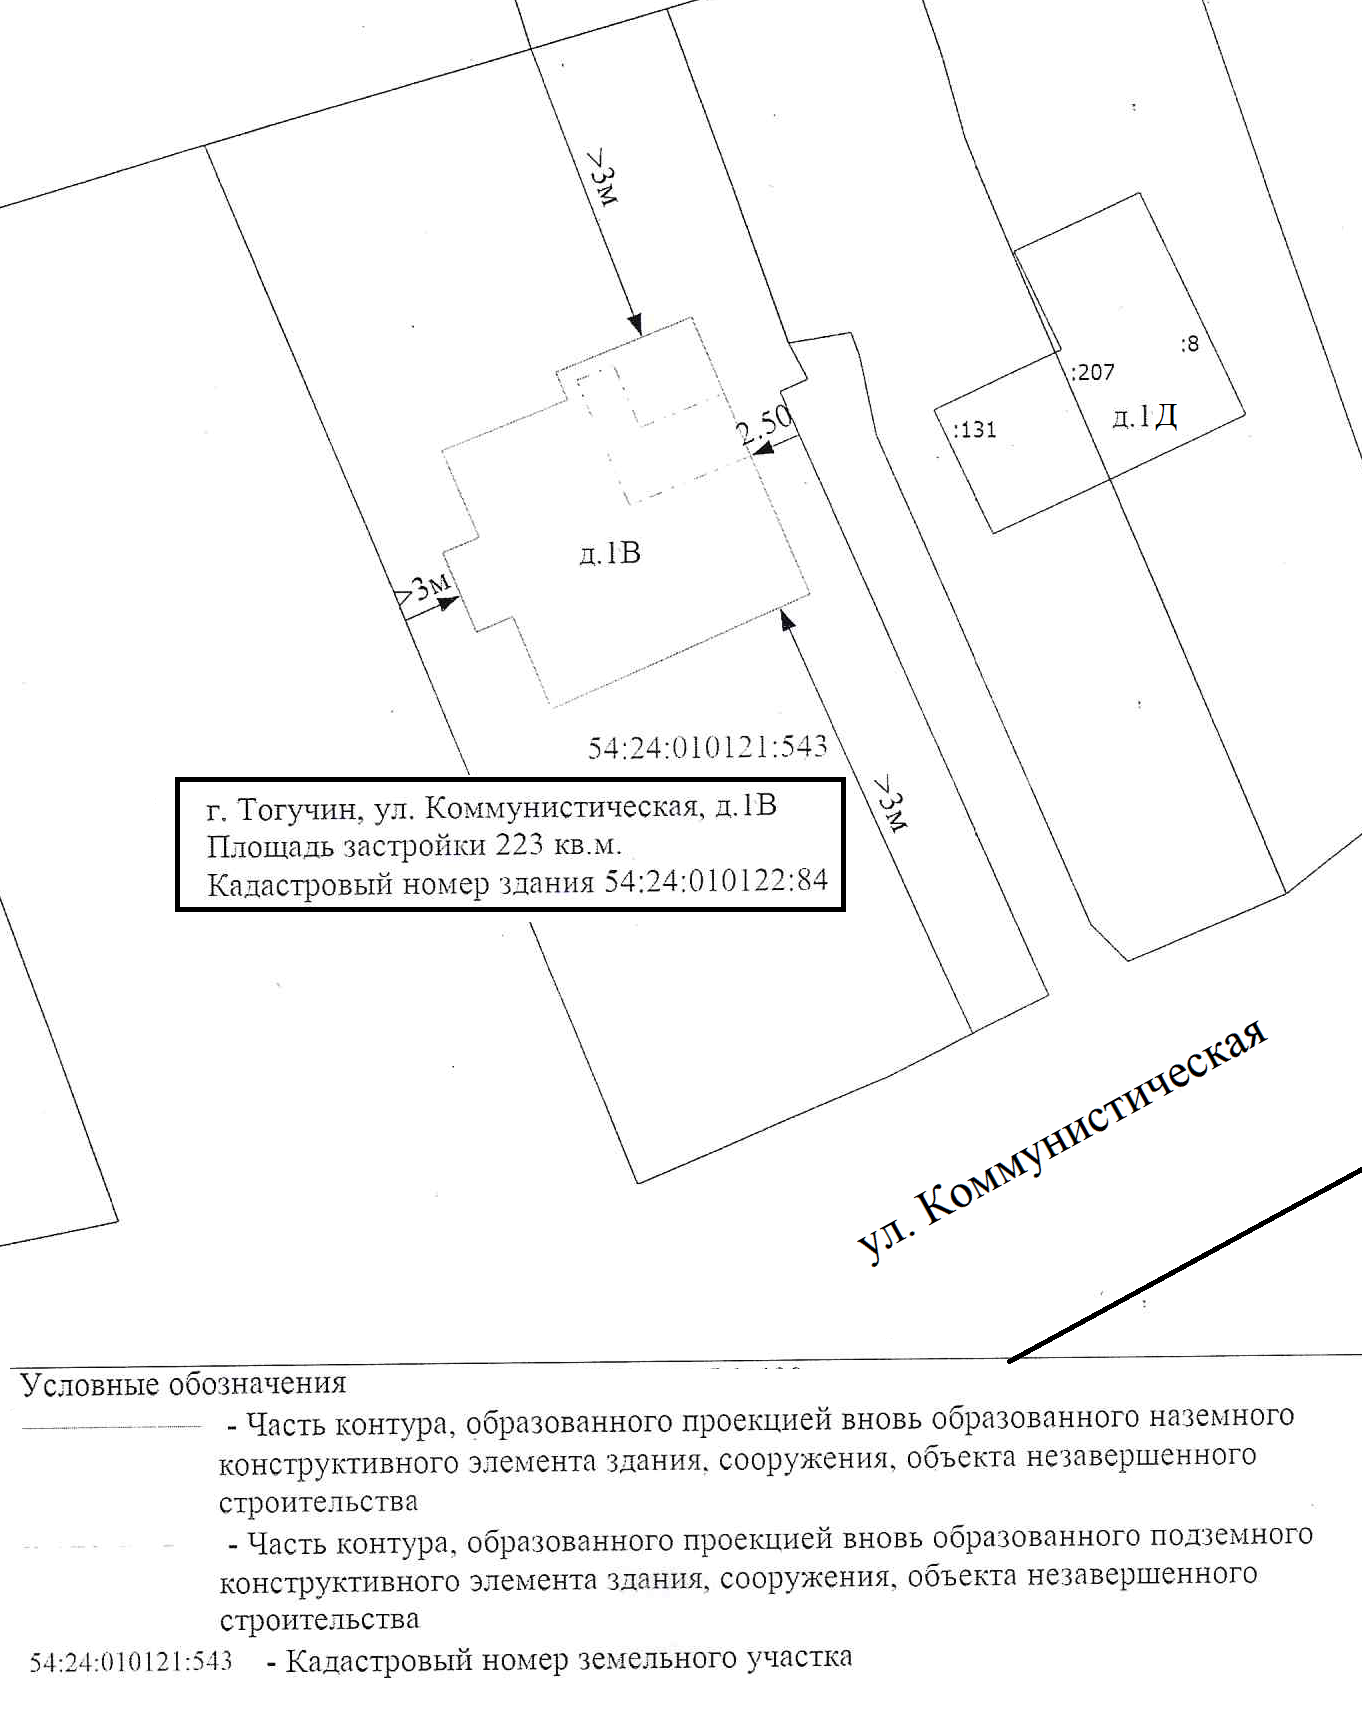 >3м
:8
:207
д.1Д
:131
2.50
д.1В
>3м
54:24:010121:543
г. Тогучин, ул. Коммунистическая, д.1В
Площадь застройки 223 кв.м.
Кадастровый номер здания 54:24:010122:84
>3м
ул. Коммунистическая
Условные обозначения
- Часть контура, образованного проекцией вновь образованного наземного
конструктивного элемента здания, сооружения, объекта незавершенного
строительства
- Часть контура, образованного проекцией вновь образованного подземного
конструктивного элемента здания, сооружения, объекта незавершенного
строительства
54:24:010121:543 - Кадастровый номер земельного участка